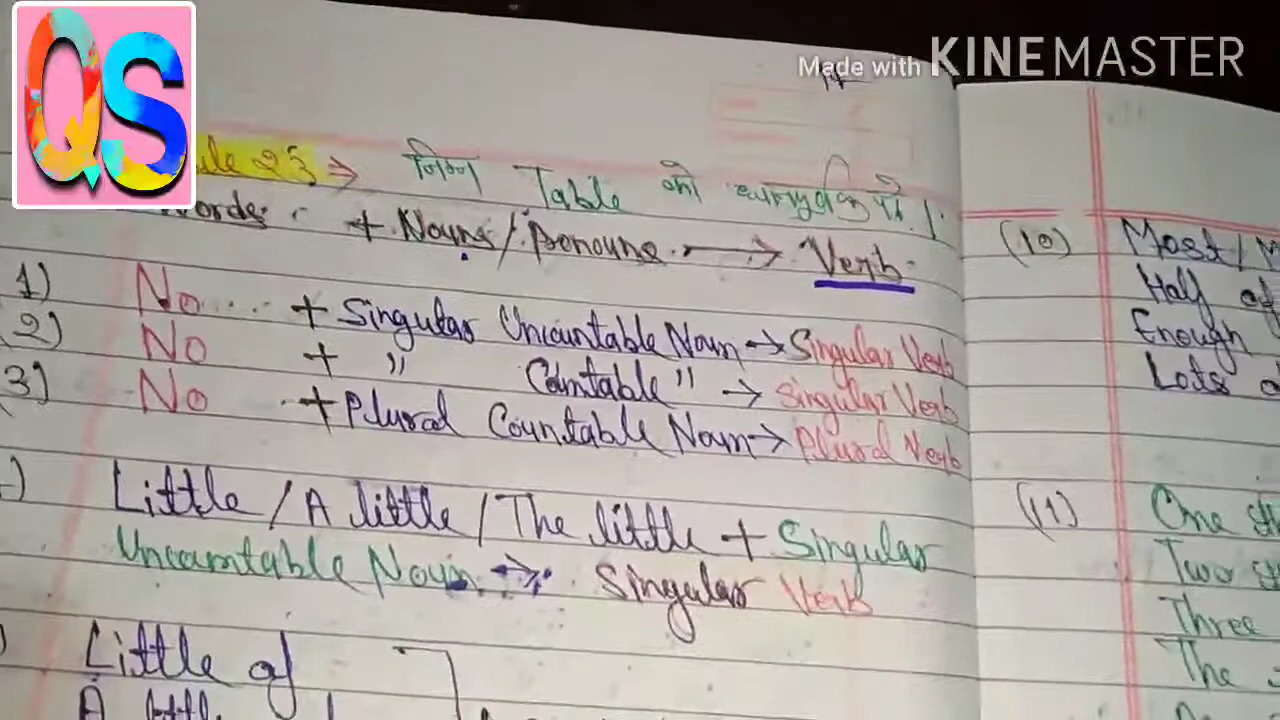 QS
Made with KINEMASTER
Rule 23 ⇒ निम्न Table को
Words + Nouns/Pronouns → Verb
1) No + Singular Uncountable Noun → Singular Verb
2) No + " Countable " → Singular Verb
3) No + Plural Countable Noun → Plural Verb
Little / A little / The little + Singular
Uncountable Noun → Singular Verb
Little of
A little
(10) Most /
Half of
Enough
Lots
(11) One
Two
Three
The